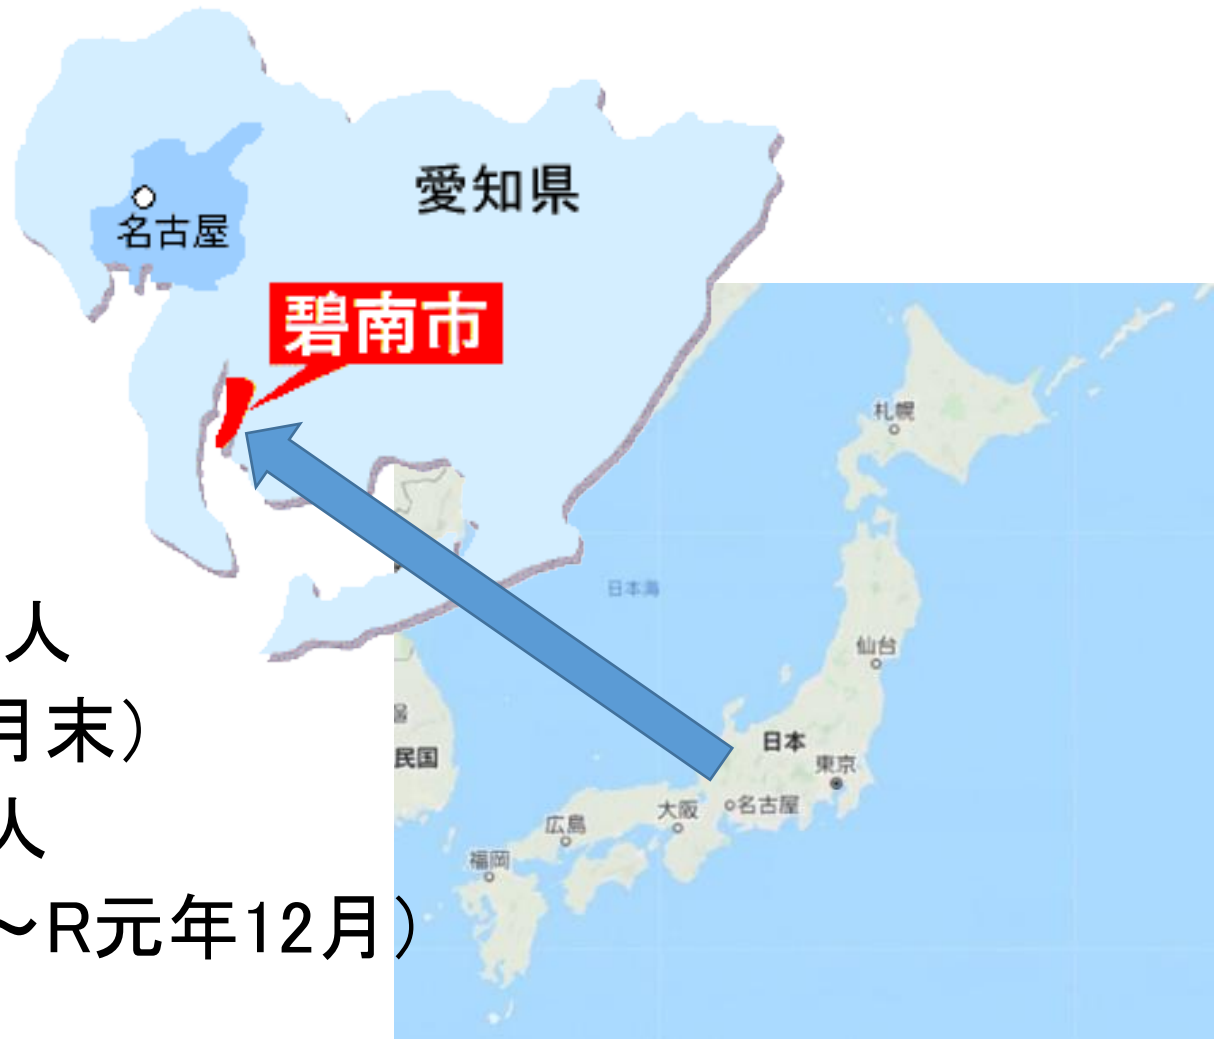 愛知県
名古屋
碧南市
札幌
日本海
仙台
人
月末）
民国
日本
東京
名古屋
大阪
人
広島
福岡
～R元年12月）